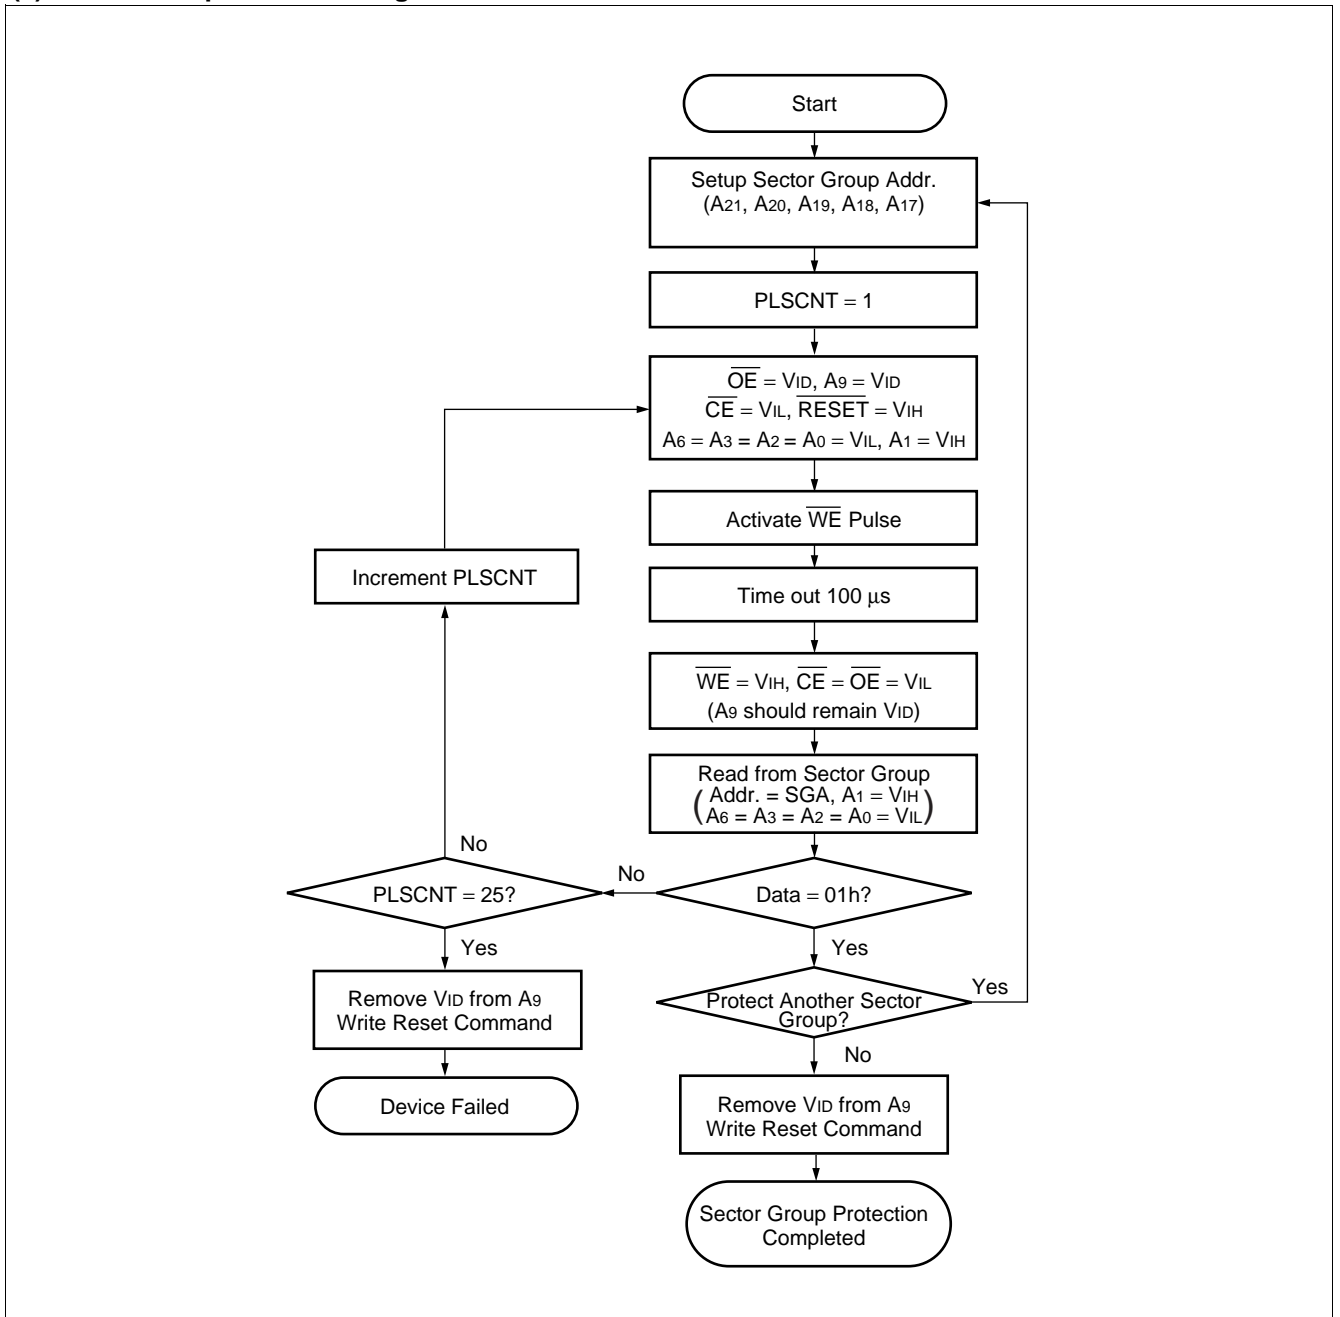 Start
Setup Sector Group Addr.
(A21, A20, A19, A18, A17)
PLSCNT = 1
OE = VID, A9 = VID
CE = VIL, RESET = VIH
A6 = A3 = A2 = A0 = VIL, A1 = VIH
Activate WE Pulse
Increment PLSCNT
Time out 100 μs
WE = VIH, CE = OE = VIL
(A9 should remain VID)
Read from Sector Group
(Addr. = SGA, A1 = VIH
A6 = A3 = A2 = A0 = VIL)
No
No
PLSCNT = 25?
Data = 01h?
Yes
Yes
Remove VID from A9
Write Reset Command
Protect Another Sector
Group?
Yes
No
Device Failed
Remove VID from A9
Write Reset Command
Sector Group Protection
Completed